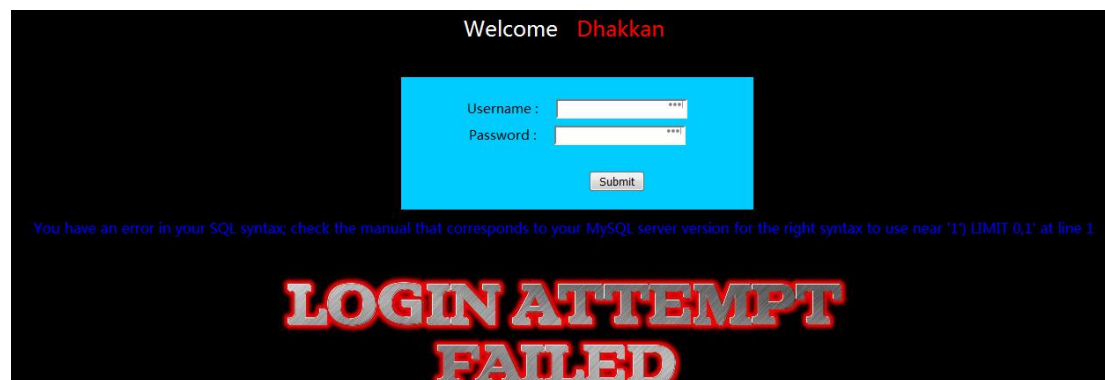 Welcome Dhakkan
Username :
Password :
Submit
You have an error in your SQL syntax; check the manual that corresponds to your MySQL server version for the right syntax to use near '1') LIMIT 0,1' at line 1
LOGIN ATTEMPT
FAILED